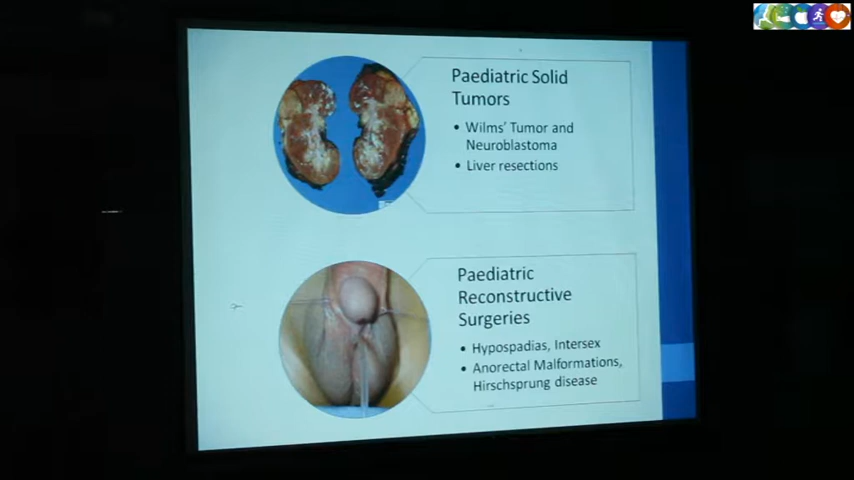 Paediatric Solid
Tumors
• Wilms' Tumor and
Neuroblastoma
• Liver resections
Paediatric
Reconstructive
Surgeries
• Hypospadias, Intersex
• Anorectal Malformations,
Hirschsprung disease